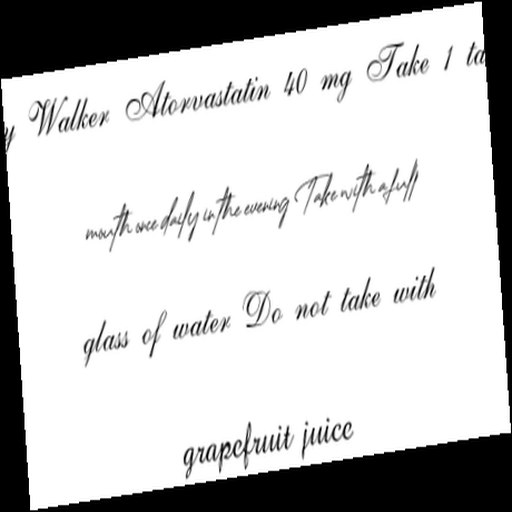 y Walker Atorvastatin 40 mg Take 1 ta
mouth once daily in the evening Take with a full
glass of water Do not take with
grapefruit juice